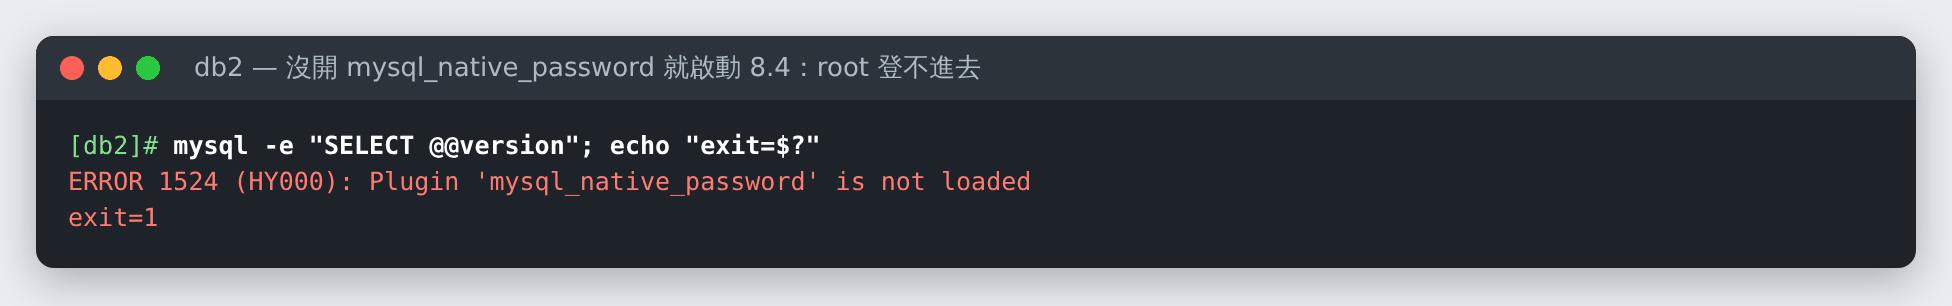 db2 — 沒開 mysql_native_password 就啟動 8.4：root 登不進去
[db2]# mysql -e "SELECT @@version"; echo "exit=$?"
ERROR 1524 (HY000): Plugin 'mysql_native_password' is not loaded
exit=1